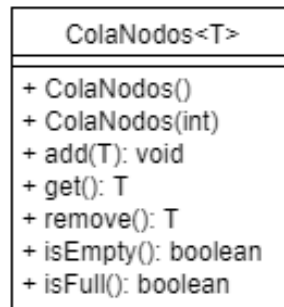 ColaNodos<T>
+ ColaNodos()
+ ColaNodos(int)
+ add(T): void
+ get(): T
+ remove(): T
+ isEmpty(): boolean
+ isFull(): boolean